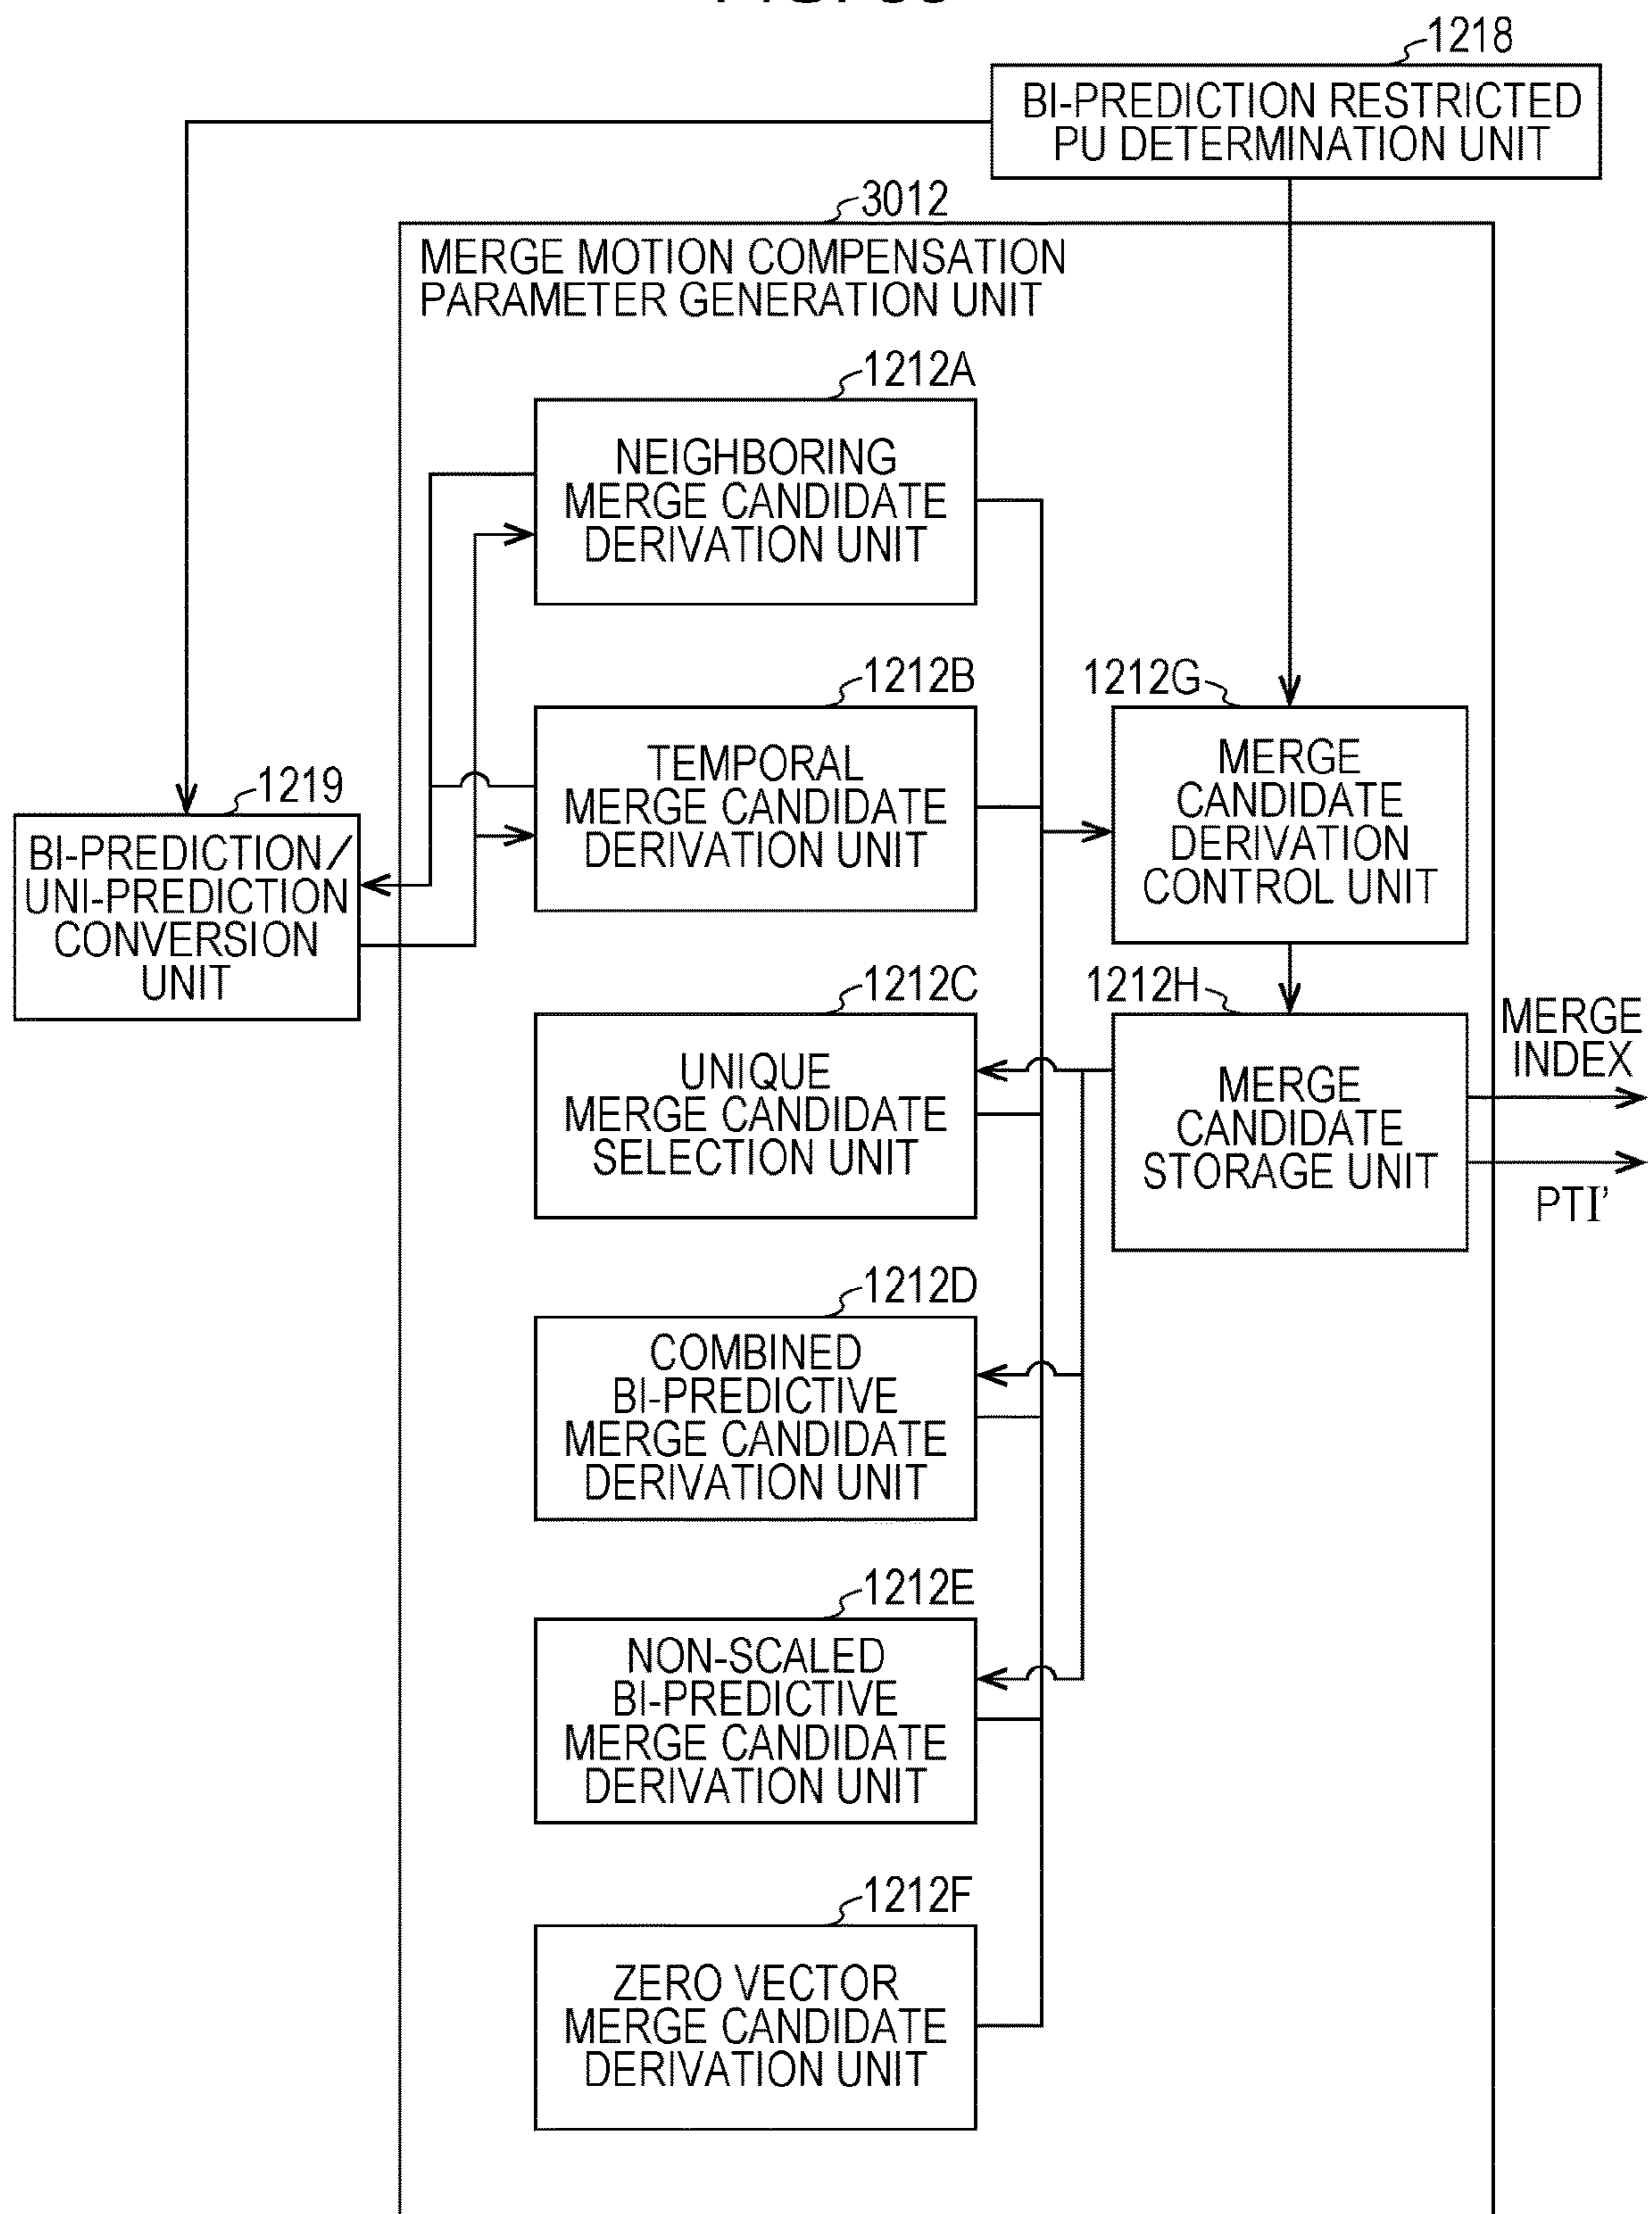 1218
BI-PREDICTION RESTRICTED
PU DETERMINATION UNIT
3012
MERGE MOTION COMPENSATION
PARAMETER GENERATION UNIT
1212A
NEIGHBORING
MERGE CANDIDATE
DERIVATION UNIT
1212B
TEMPORAL
MERGE CANDIDATE
DERIVATION UNIT
1212G
MERGE
CANDIDATE
DERIVATION
CONTROL UNIT
1219
BI-PREDICTION/
UNI-PREDICTION
CONVERSION
UNIT
1212C
UNIQUE
MERGE CANDIDATE
SELECTION UNIT
1212H
MERGE
CANDIDATE
STORAGE UNIT
MERGE
INDEX
PTI’
1212D
COMBINED
BI-PREDICTIVE
MERGE CANDIDATE
DERIVATION UNIT
1212E
NON-SCALED
BI-PREDICTIVE
MERGE CANDIDATE
DERIVATION UNIT
1212F
ZERO VECTOR
MERGE CANDIDATE
DERIVATION UNIT